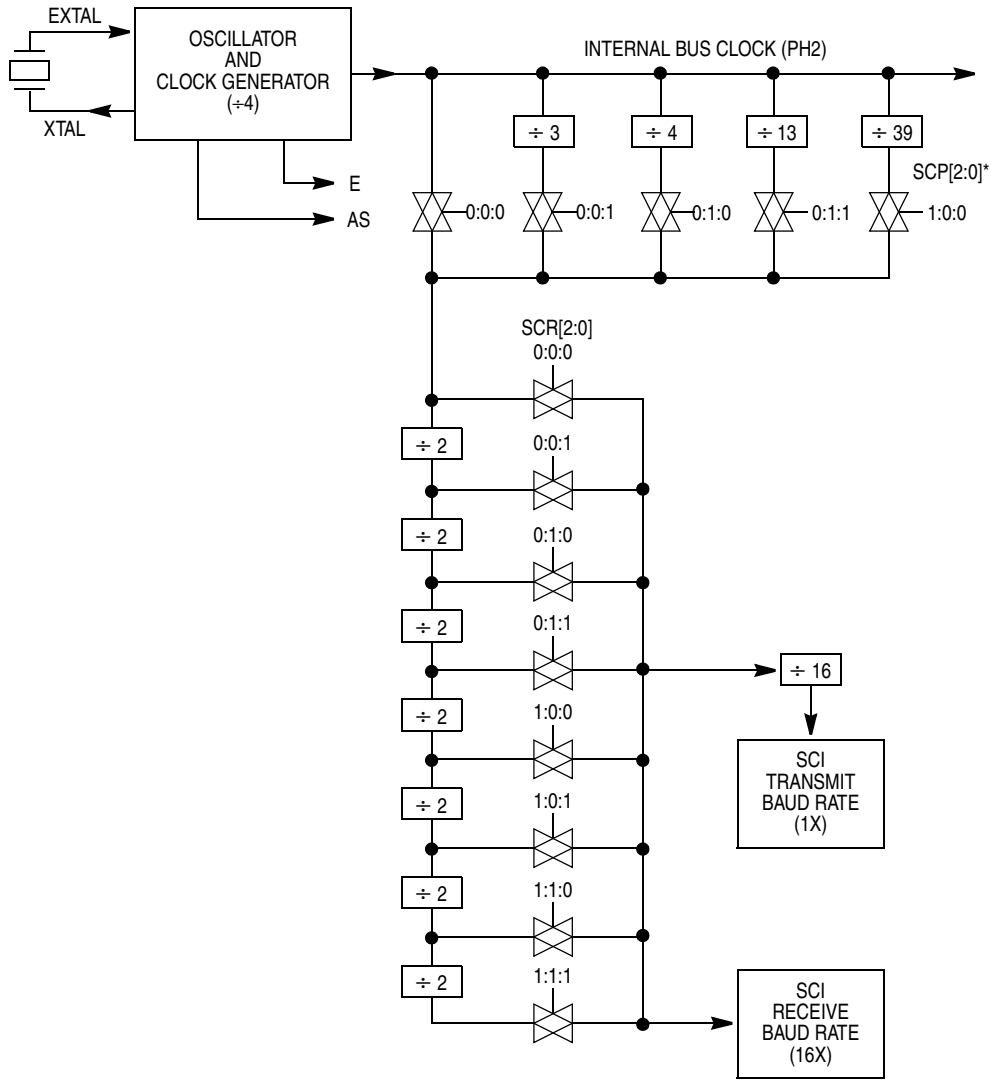 EXTAL
XTAL
OSCILLATOR
AND
CLOCK GENERATOR
(÷4)
E
AS
INTERNAL BUS CLOCK (PH2)
÷ 3
÷ 4
÷ 13
÷ 39
SCP[2:0]*
0:0:0
0:0:1
0:1:0
0:1:1
1:0:0
SCR[2:0]
0:0:0
÷ 2
0:0:1
÷ 2
0:1:0
÷ 2
0:1:1
÷ 16
÷ 2
1:0:0
SCI
TRANSMIT
BAUD RATE
(1X)
÷ 2
1:0:1
÷ 2
1:1:0
÷ 2
1:1:1
SCI
RECEIVE
BAUD RATE
(16X)